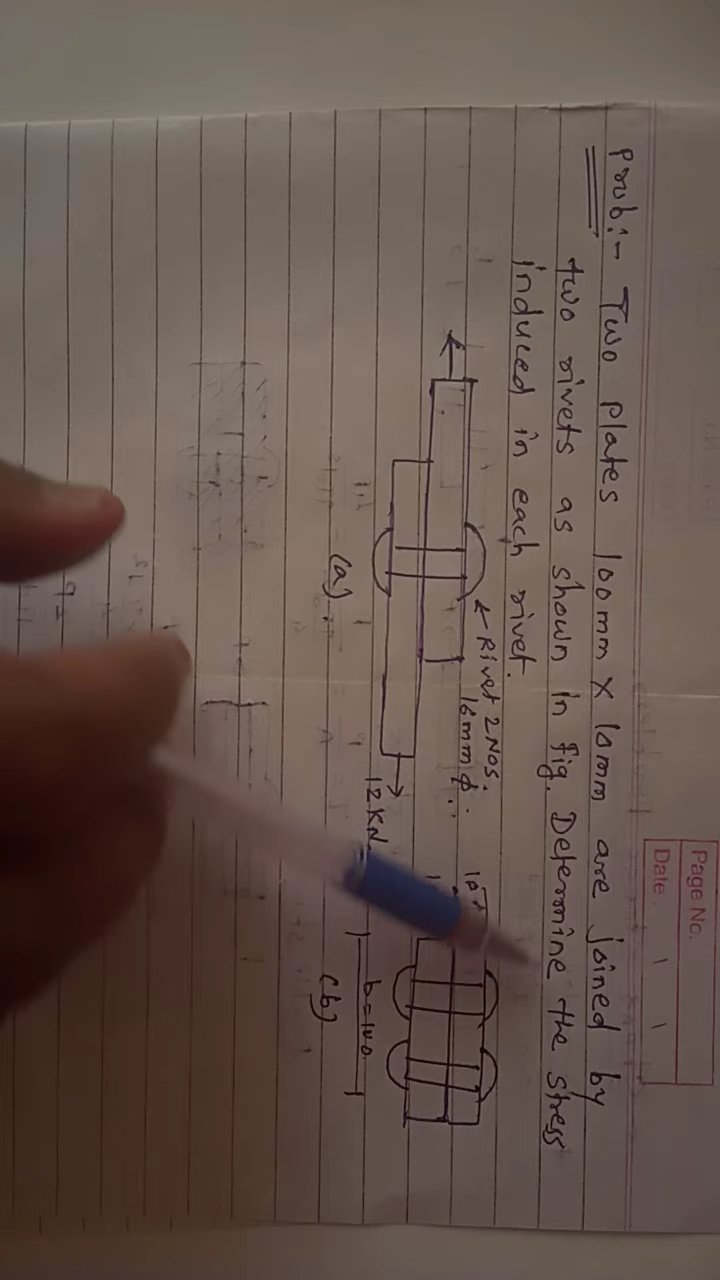 Page No.
Date / /
Prob:- Two plates 100mm x 10mm are joined by
two rivets as shown in fig. Determine the stress
induced in each rivet.
← Rivet 2Nos.
16mm ϕ
12KN
10
b=100
(a)
(b)